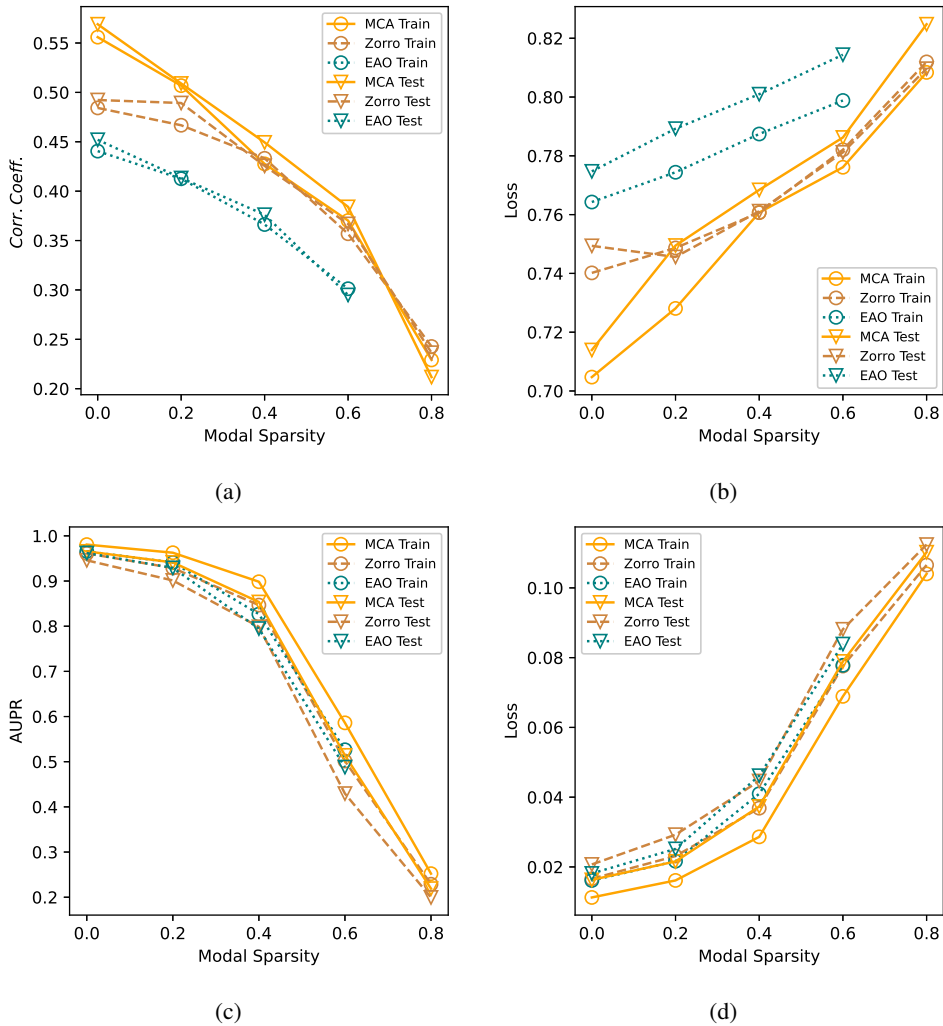 0.55
0.50
0.45
0.40
0.35
0.30
0.25
0.20
Corr. Coeff.
0.0 0.2 0.4 0.6 0.8
Modal Sparsity
MCA Train
Zorro Train
EAO Train
MCA Test
Zorro Test
EAO Test
(a)
0.82
0.80
0.78
0.76
0.74
0.72
0.70
Loss
0.0 0.2 0.4 0.6 0.8
Modal Sparsity
MCA Train
Zorro Train
EAO Train
MCA Test
Zorro Test
EAO Test
(b)
1.0
0.9
0.8
0.7
0.6
0.5
0.4
0.3
0.2
AUPR
0.0 0.2 0.4 0.6 0.8
Modal Sparsity
MCA Train
Zorro Train
EAO Train
MCA Test
Zorro Test
EAO Test
(c)
0.10
0.08
0.06
0.04
0.02
Loss
0.0 0.2 0.4 0.6 0.8
Modal Sparsity
MCA Train
Zorro Train
EAO Train
MCA Test
Zorro Test
EAO Test
(d)